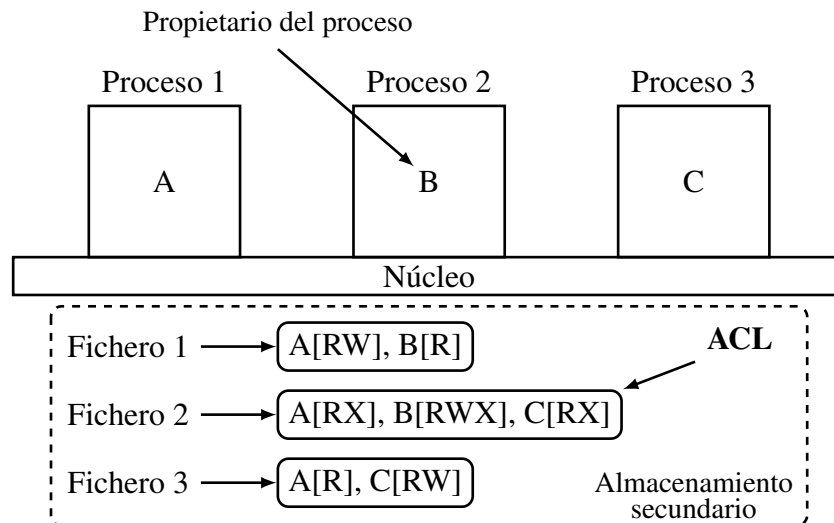 Propietario del proceso
Proceso 1
Proceso 2
Proceso 3
A
B
C
Núcleo
Fichero 1
A[RW], B[R]
ACL
Fichero 2
A[RX], B[RWX], C[RX]
Fichero 3
A[R], C[RW]
Almacenamiento
secundario